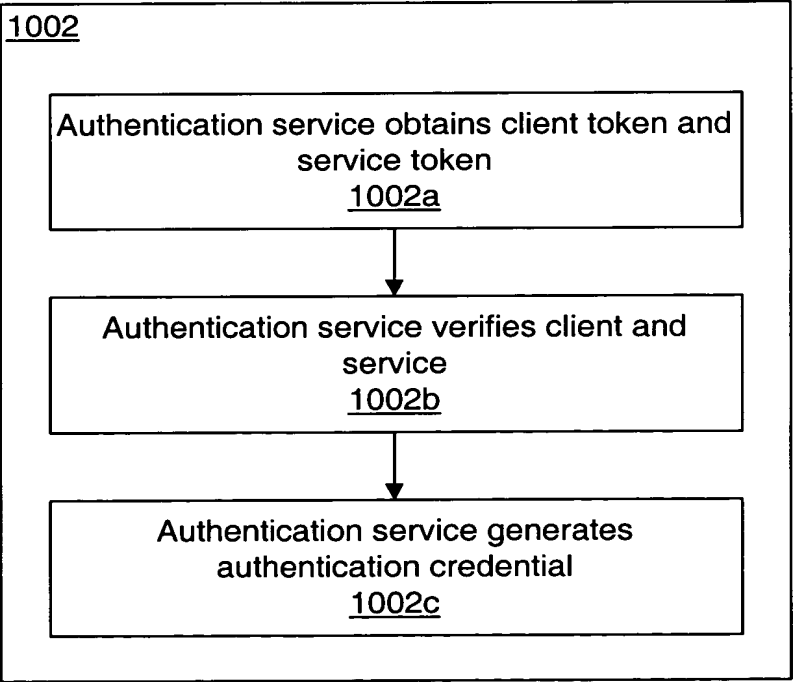 1002
Authentication service obtains client token and
service token
1002a
Authentication service verifies client and
service
1002b
Authentication service generates
authentication credential
1002c